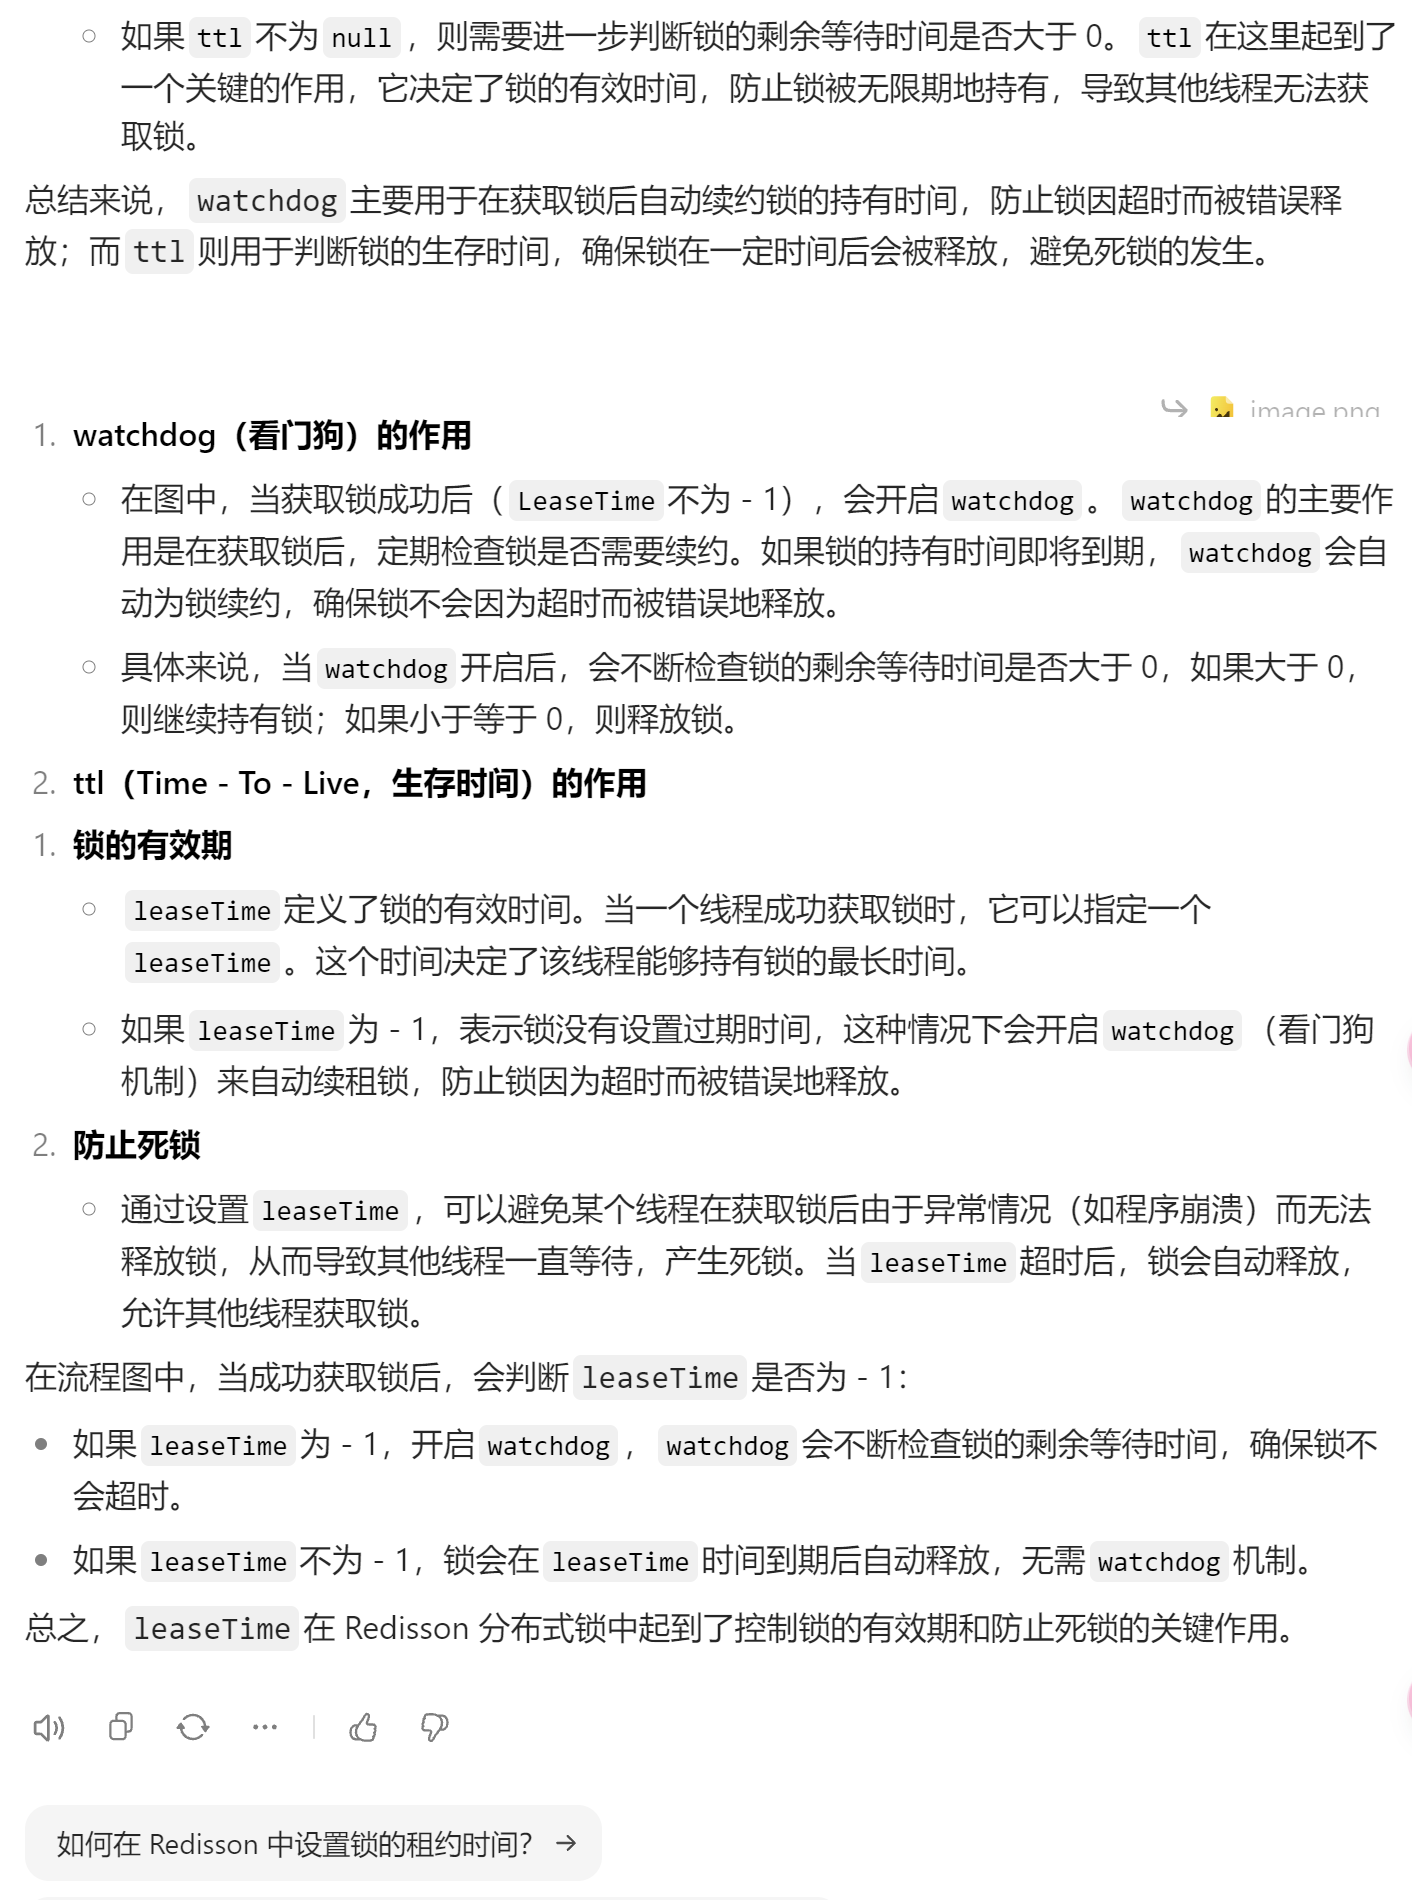 ○ 如果 ttl 不为 null ，则需要进一步判断锁的剩余等待时间是否大于 0。 ttl 在这里起到了
一个关键的作用，它决定了锁的有效时间，防止锁被无限期地持有，导致其他线程无法获
取锁。
总结来说， watchdog 主要用于在获取锁后自动续约锁的持有时间，防止锁因超时而被错误释
放；而 ttl 则用于判断锁的生存时间，确保锁在一定时间后会被释放，避免死锁的发生。
image.png
1. watchdog（看门狗）的作用
○ 在图中，当获取锁成功后（ LeaseTime 不为 - 1），会开启 watchdog 。 watchdog 的主要作
用是在获取锁后，定期检查锁是否需要续约。如果锁的持有时间即将到期， watchdog 会自
动为锁续约，确保锁不会因为超时而被错误地释放。
○ 具体来说，当 watchdog 开启后，会不断检查锁的剩余等待时间是否大于 0，如果大于 0，
则继续持有锁；如果小于等于 0，则释放锁。
2. ttl（Time - To - Live，生存时间）的作用
1. 锁的有效期
○ leaseTime 定义了锁的有效时间。当一个线程成功获取锁时，它可以指定一个
leaseTime 。这个时间决定了该线程能够持有锁的最长时间。
○ 如果 leaseTime 为 - 1，表示锁没有设置过期时间，这种情况下会开启 watchdog （看门狗
机制）来自动续租锁，防止锁因为超时而被错误地释放。
2. 防止死锁
○ 通过设置 leaseTime ，可以避免某个线程在获取锁后由于异常情况（如程序崩溃）而无法
释放锁，从而导致其他线程一直等待，产生死锁。当 leaseTime 超时后，锁会自动释放，
允许其他线程获取锁。
在流程图中，当成功获取锁后，会判断 leaseTime 是否为 - 1：
● 如果 leaseTime 为 - 1，开启 watchdog ， watchdog 会不断检查锁的剩余等待时间，确保锁不
会超时。
● 如果 leaseTime 不为 - 1，锁会在 leaseTime 时间到期后自动释放，无需 watchdog 机制。
总之， leaseTime 在 Redisson 分布式锁中起到了控制锁的有效期和防止死锁的关键作用。
如何在 Redisson 中设置锁的租约时间？ →